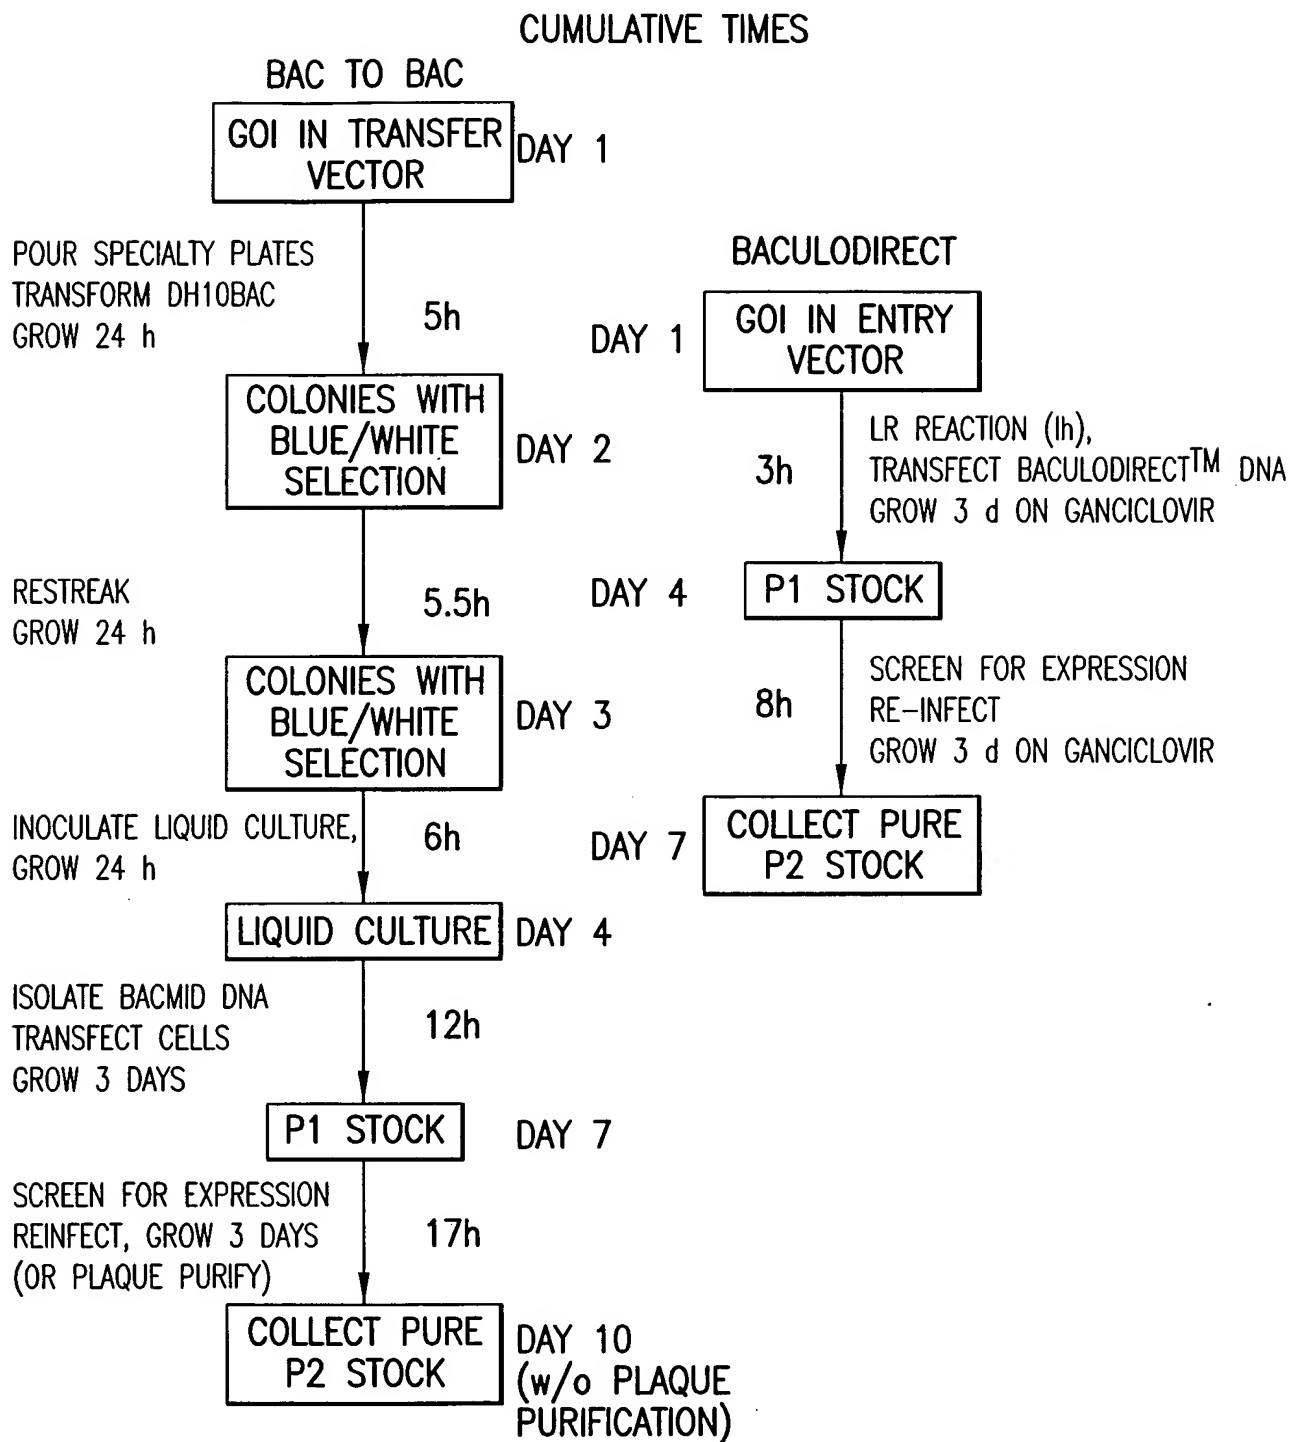 CUMULATIVE TIMES
BAC TO BAC
GOI IN TRANSFER
VECTOR
DAY 1
POUR SPECIALTY PLATES
TRANSFORM DH10BAC
GROW 24 h
5h
COLONIES WITH
BLUE/WHITE
SELECTION
DAY 2
RESTREAK
GROW 24 h
5.5h
COLONIES WITH
BLUE/WHITE
SELECTION
DAY 3
INOCULATE LIQUID CULTURE,
GROW 24 h
6h
LIQUID CULTURE
DAY 4
ISOLATE BACMID DNA
TRANSFECT CELLS
GROW 3 DAYS
12h
P1 STOCK
DAY 7
SCREEN FOR EXPRESSION
REINFECT, GROW 3 DAYS
(OR PLAQUE PURIFY)
17h
COLLECT PURE
P2 STOCK
DAY 10
(w/o PLAQUE
PURIFICATION)
BACULODIRECT
DAY 1
GOI IN ENTRY
VECTOR
3h
LR REACTION (lh),
TRANSFECT BACULODIRECT™ DNA
GROW 3 d ON GANCICLOVIR
DAY 4
P1 STOCK
8h
SCREEN FOR EXPRESSION
RE-INFECT
GROW 3 d ON GANCICLOVIR
DAY 7
COLLECT PURE
P2 STOCK